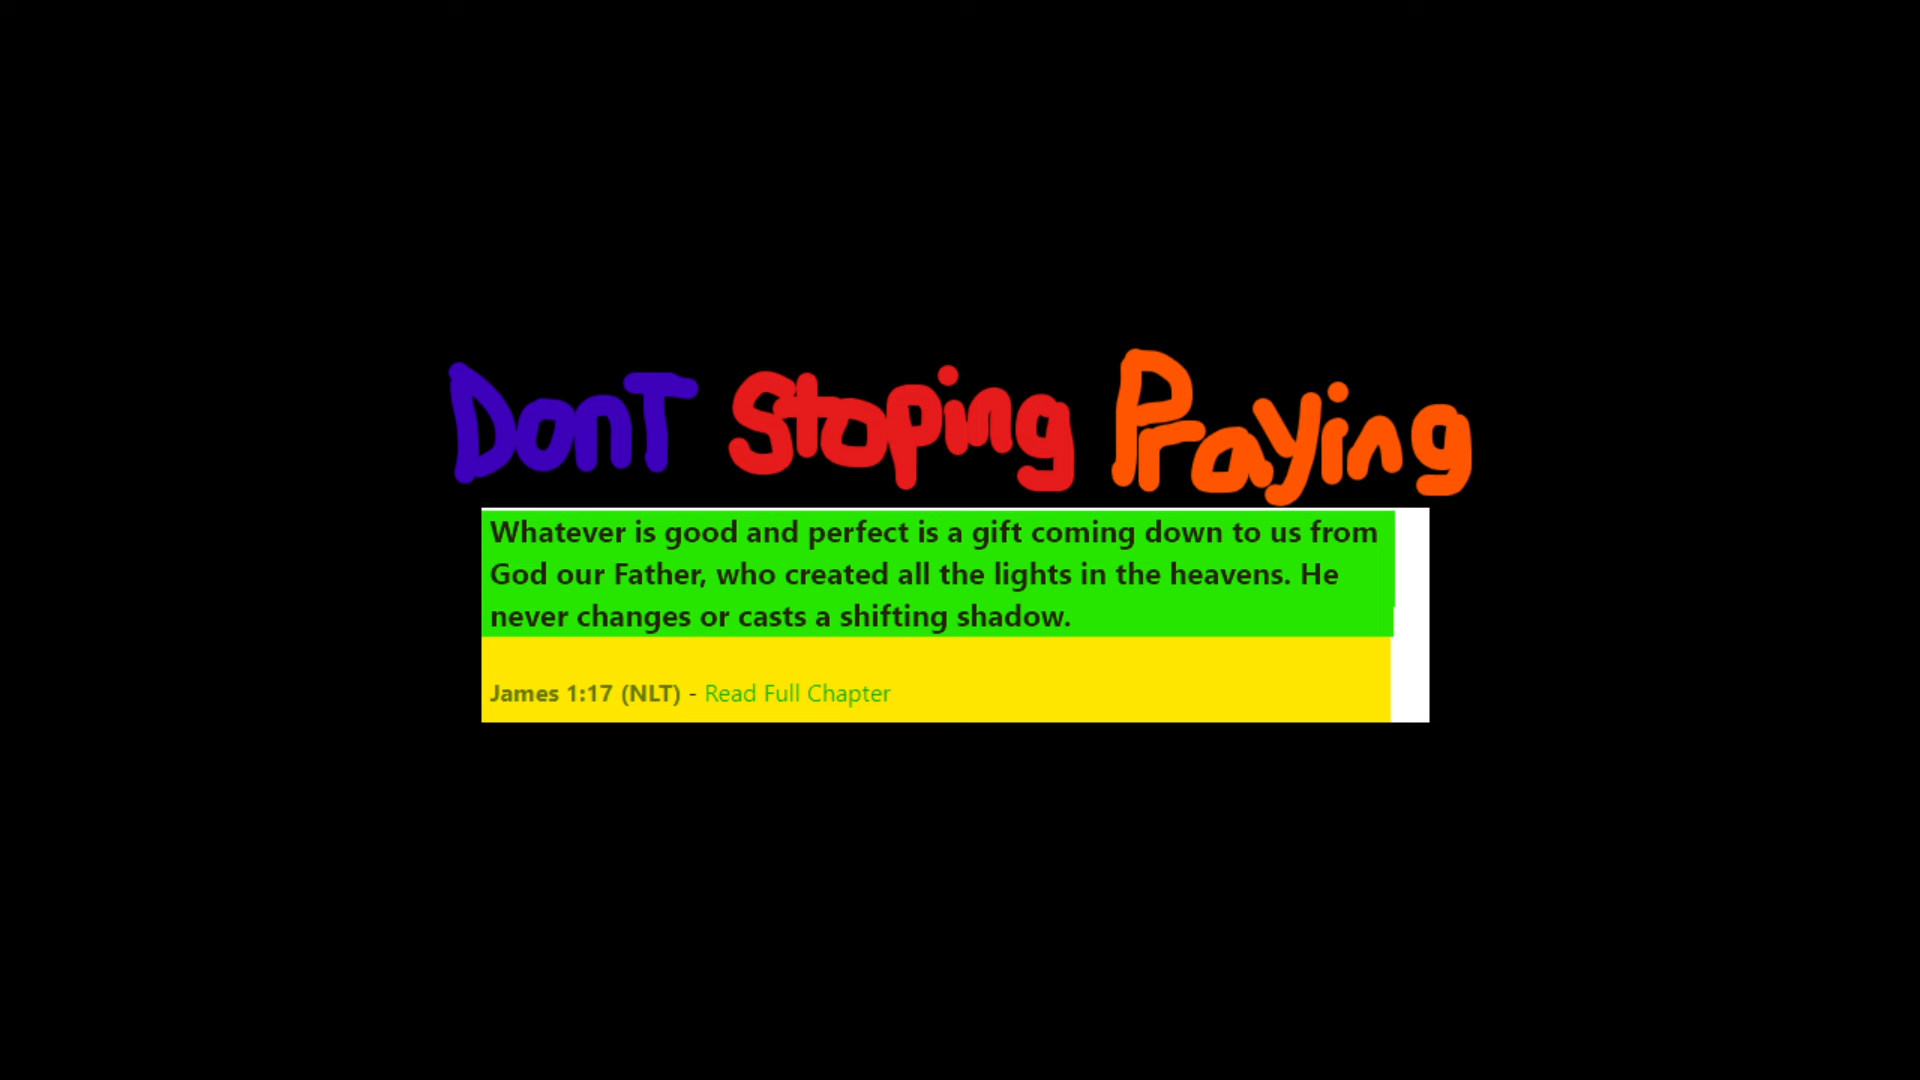 DonT Stoping Praying
Whatever is good and perfect is a gift coming down to us from
God our Father, who created all the lights in the heavens. He
never changes or casts a shifting shadow.
James 1:17 (NLT) - Read Full Chapter